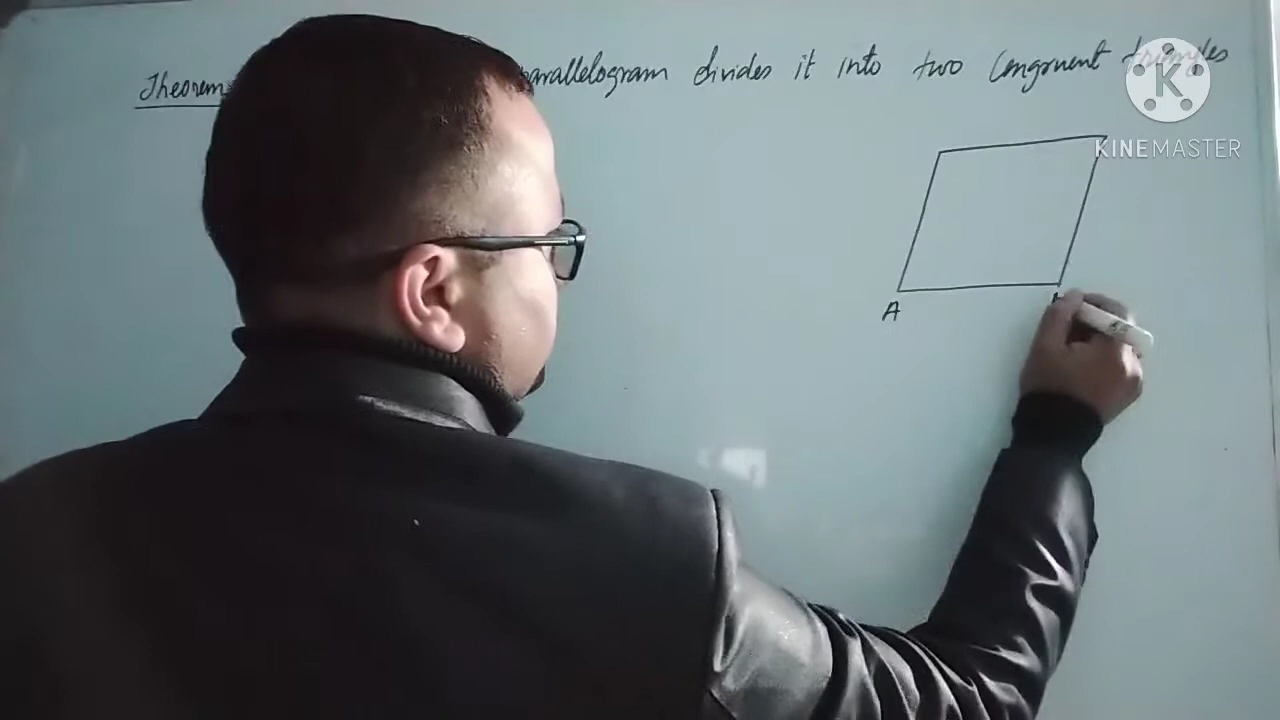 Theorem parallelogram divides it into two congruent triangles
K
KINEMASTER
A